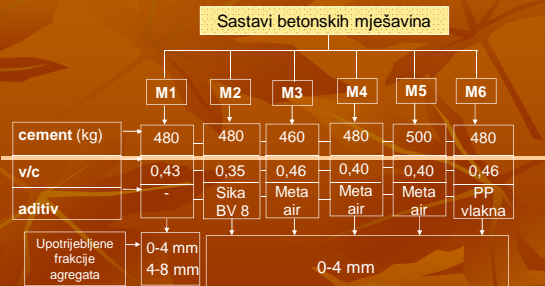 Sastavi betonskih mješavina
M1 M2 M3 M4 M5 M6
cement (kg) 480 480 460 480 500 480
v/c 0,43 0,35 0,46 0,40 0,40 0,46
aditiv - Sika BV 8 Meta air Meta air Meta air PP vlakna
Upotrijebljene
frakcije
agregata
0-4 mm
4-8 mm
0-4 mm